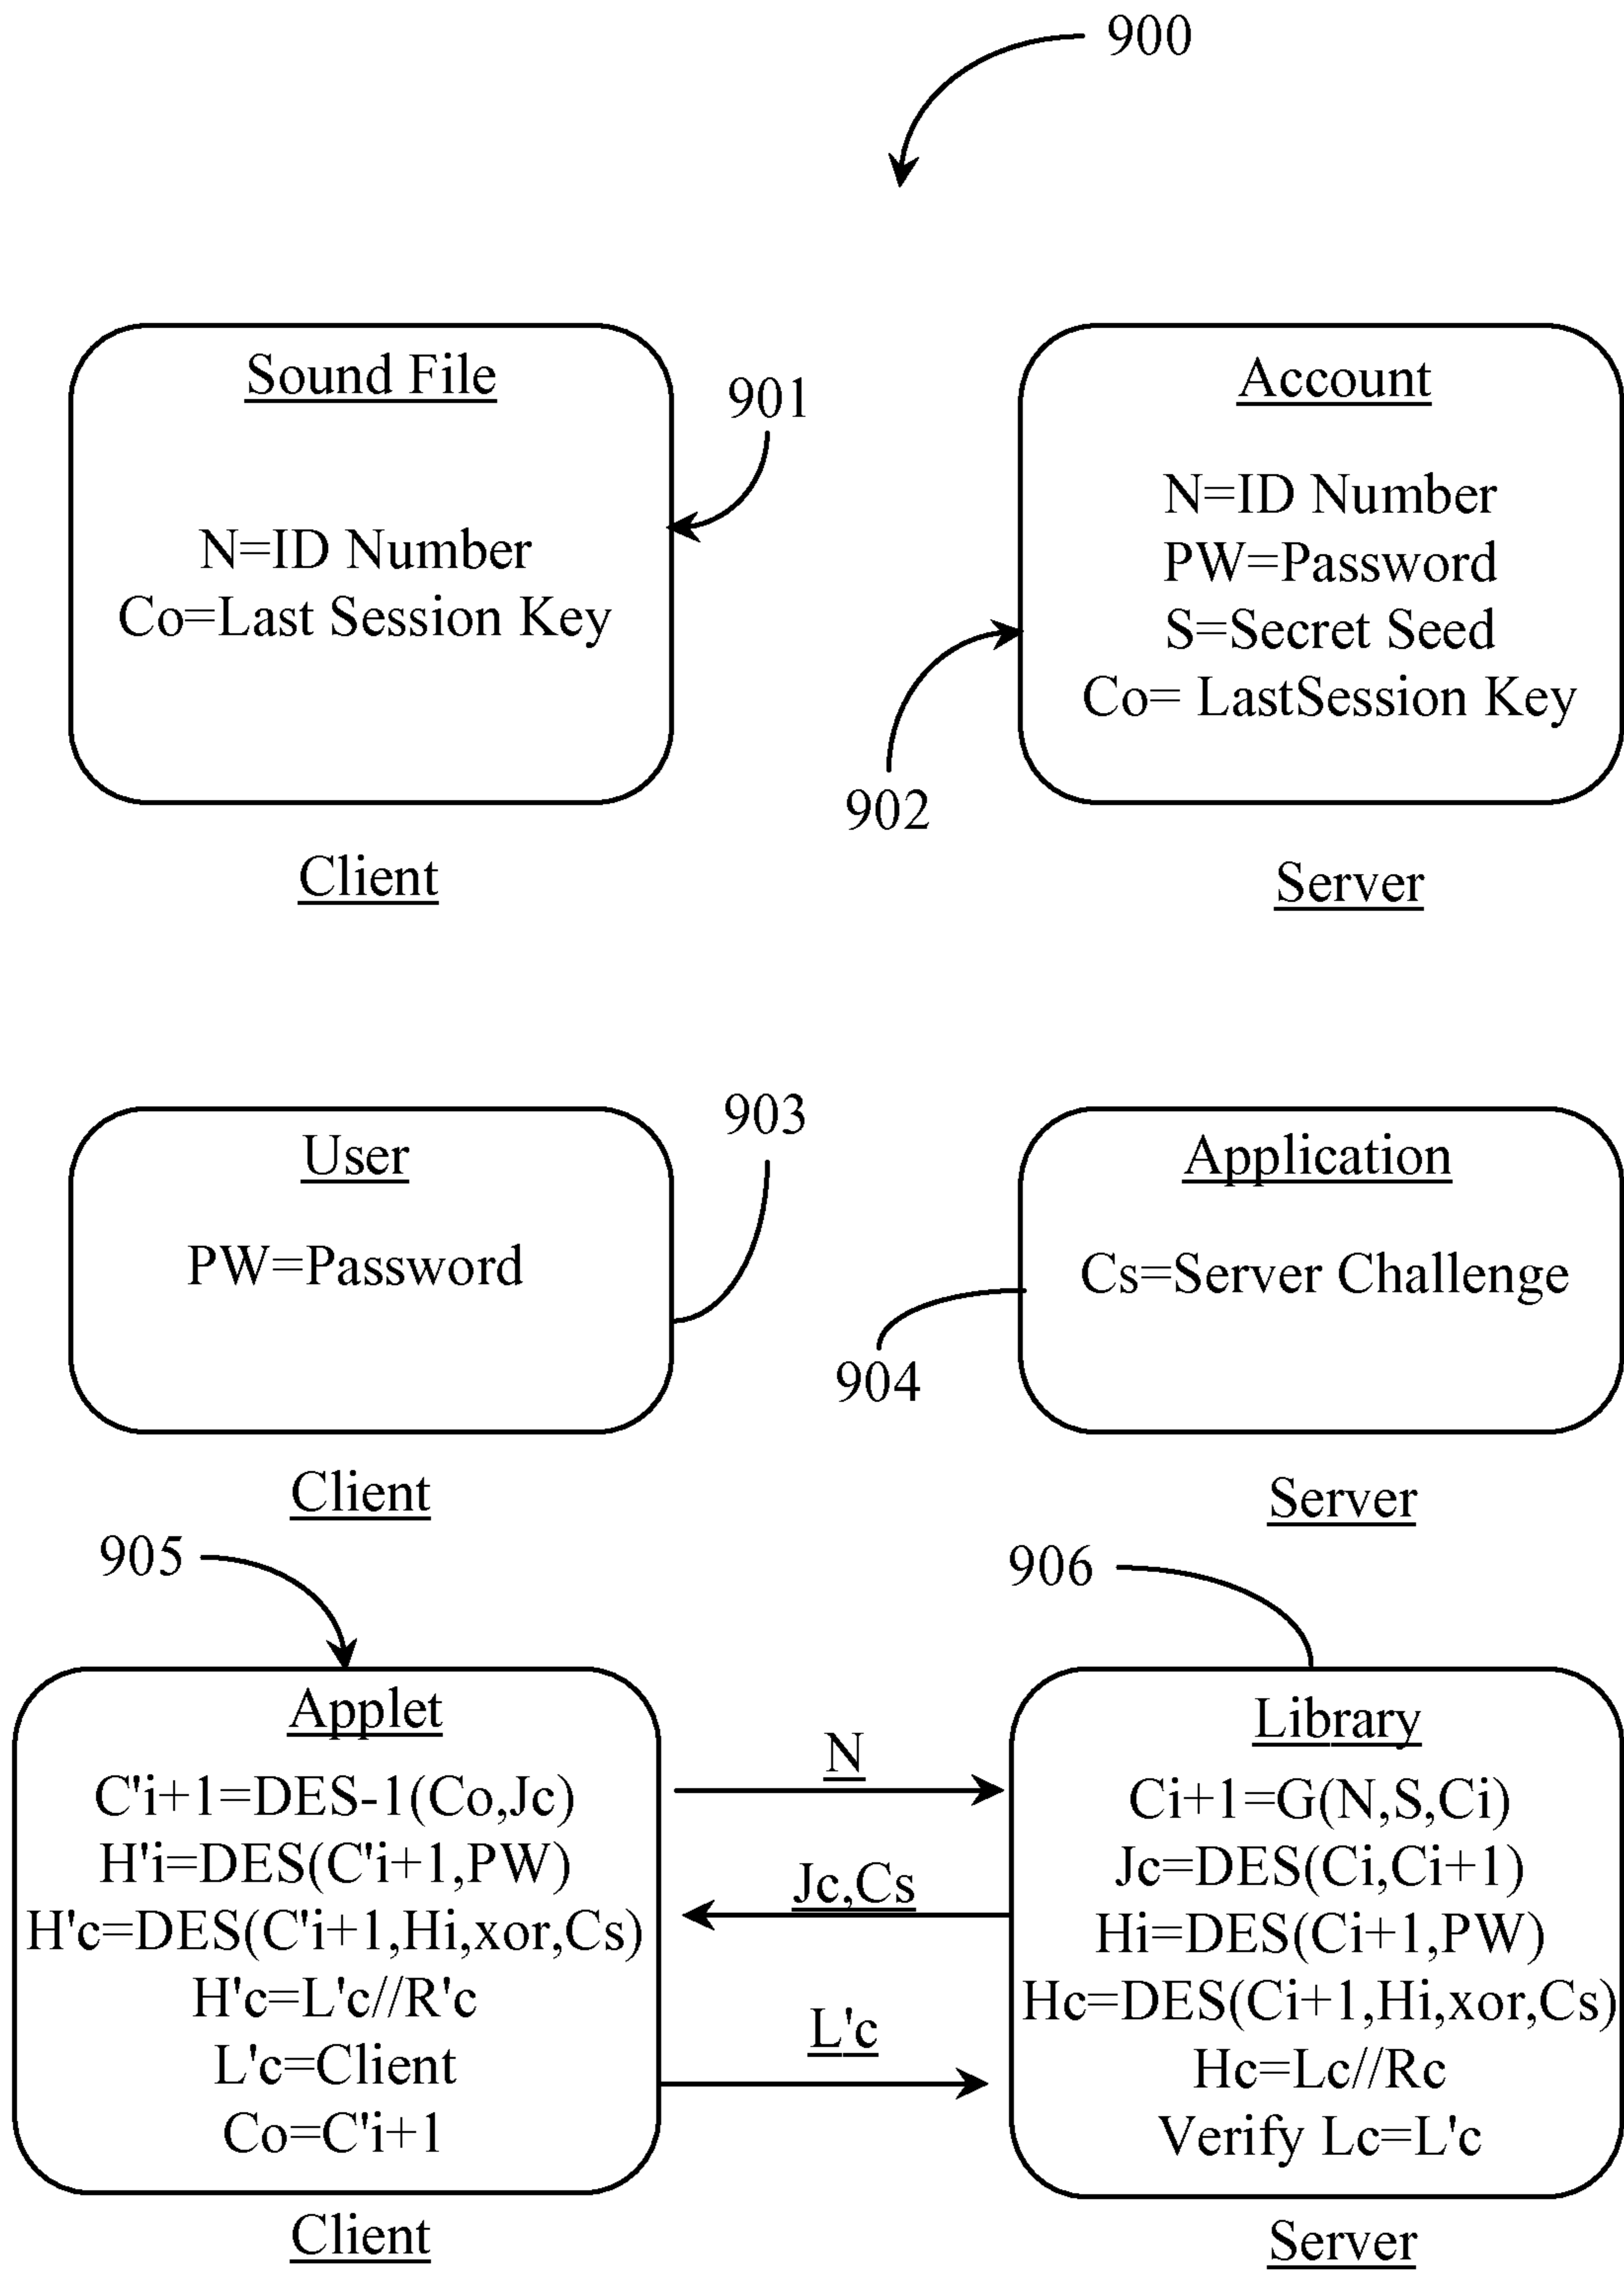 900
Sound File
N=ID Number
Co=Last Session Key
901
Client
Account
N=ID Number
PW=Password
S=Secret Seed
Co= LastSession Key
902
Server
User
PW=Password
903
Client
Application
Cs=Server Challenge
904
Server
905
Applet
C'i+1=DES-1(Co,Jc)
H'i=DES(C'i+1,PW)
H'c=DES(C'i+1,Hi,xor,Cs)
H'c=L'c//R'c
L'c=Client
Co=C'i+1
Client
N
Jc,Cs
L'c
906
Library
Ci+1=G(N,S,Ci)
Jc=DES(Ci,Ci+1)
Hi=DES(Ci+1,PW)
Hc=DES(Ci+1,Hi,xor,Cs)
Hc=Lc//Rc
Verify Lc=L'c
Server